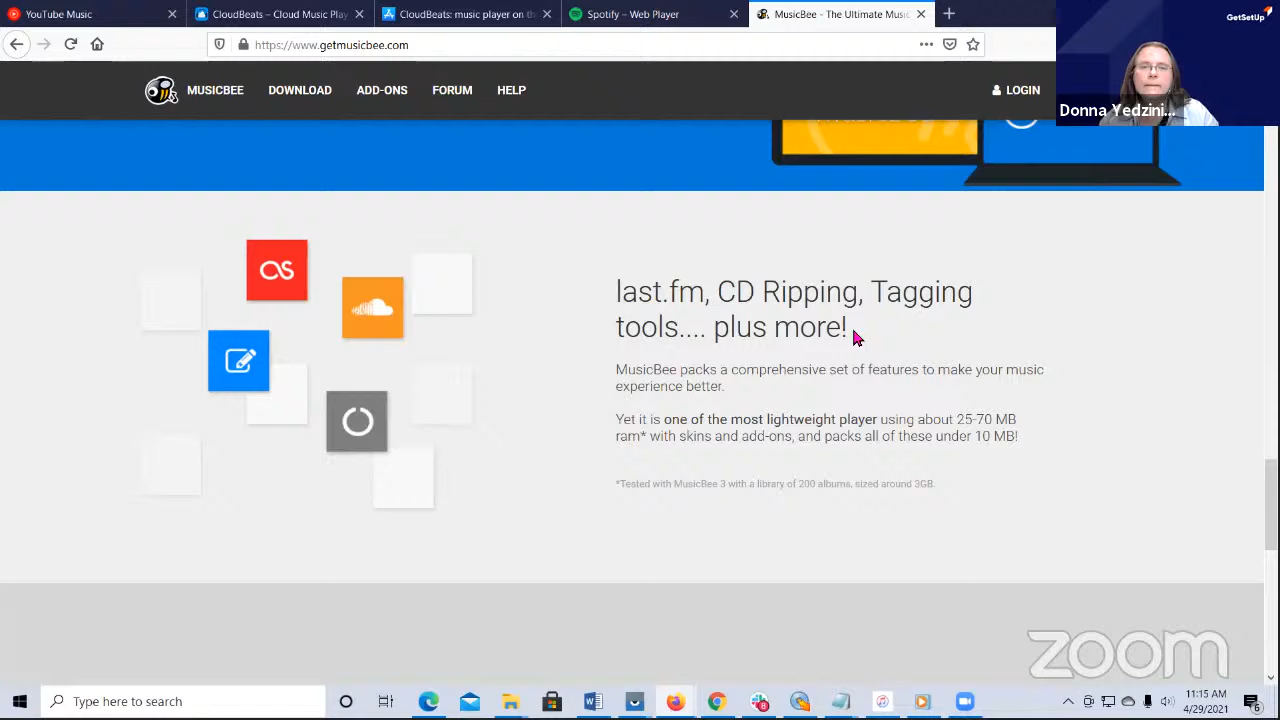 YouTube Music
CloudBeats – Cloud Music Playe
CloudBeats: music player on th
Spotify – Web Player
MusicBee - The Ultimate Music
GetSetUp
https://www.getmusicbee.com
MUSICBEE
DOWNLOAD
ADD-ONS
FORUM
HELP
LOGIN
Donna Yedzini...
last.fm, CD Ripping, Tagging
tools.... plus more!
MusicBee packs a comprehensive set of features to make your music
experience better.
Yet it is one of the most lightweight player using about 25-70 MB
ram* with skins and add-ons, and packs all of these under 10 MB!
*Tested with MusicBee 3 with a library of 200 albums, sized around 3GB.
zoom
Type here to search
8
11:15 AM
4/29/2021
6